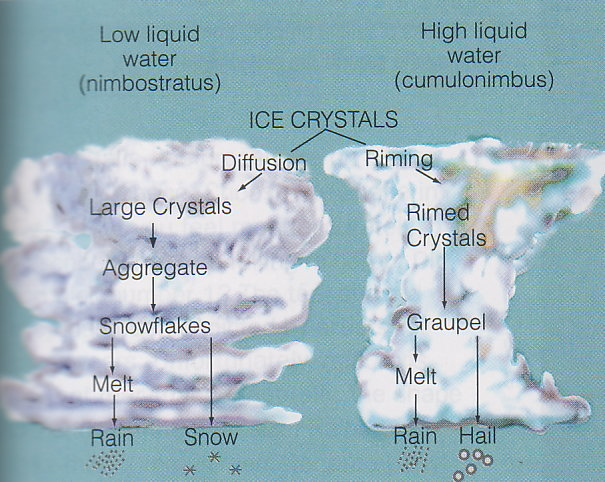 Low liquid
water
(nimbostratus)
High liquid
water
(cumulonimbus)
ICE CRYSTALS
Diffusion
Riming
Large Crystals
Rimed
Crystals
Aggregate
Snowflakes
Graupel
Melt
Melt
Rain
Snow
Rain
Hail